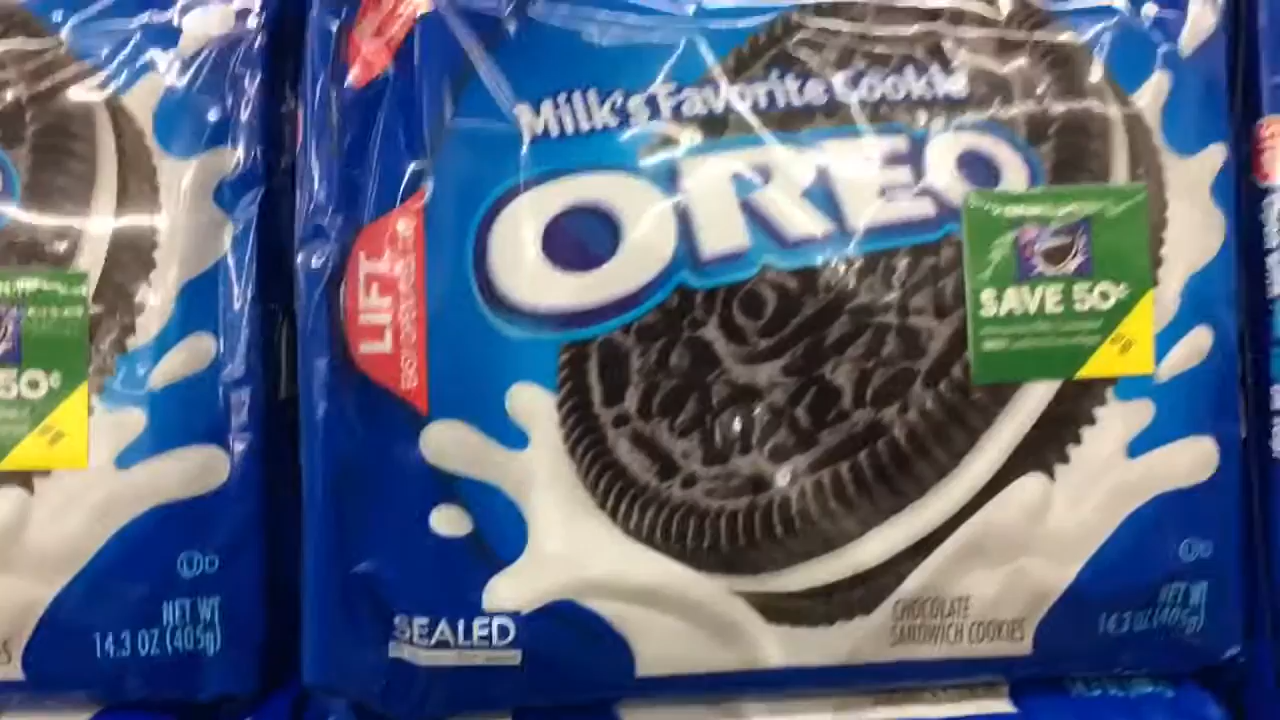 Milk's Favorite Cookie
OREO
LIFT
SAVE 50¢
50¢
NET WT
14.3 OZ (405g)
SEALED
CHOCOLATE
SANDWICH COOKIES
NET WT
14.3 OZ (405g)